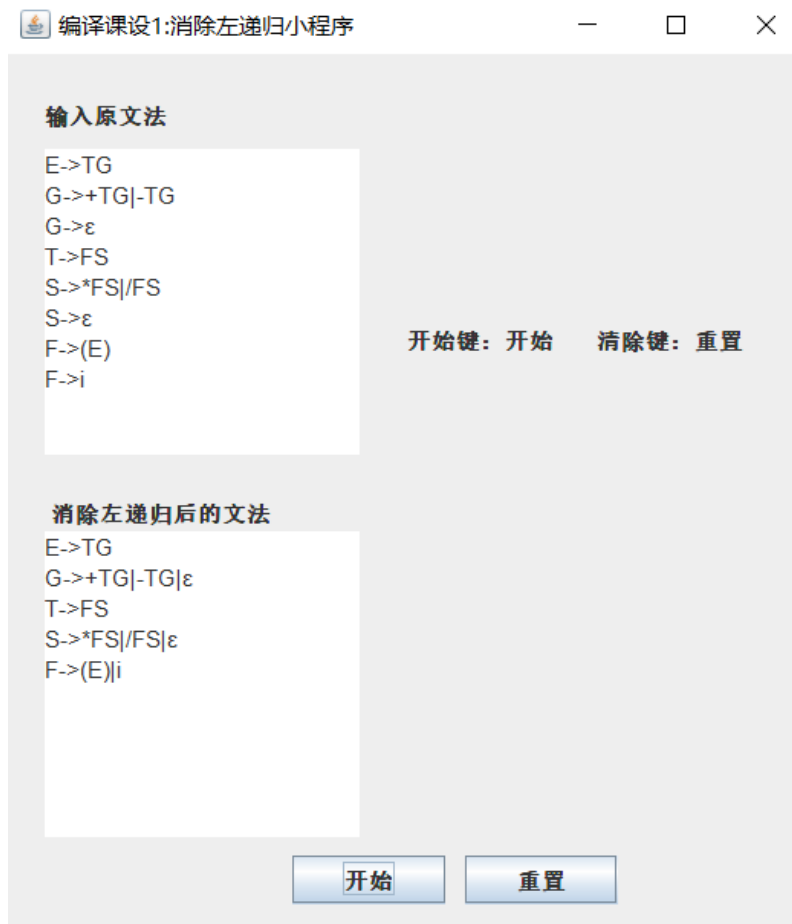 编译课设1:消除左递归小程序
输入原文法
E->TG
G->+TG|-TG
G->ε
T->FS
S->*FS|/FS
S->ε
F->(E)
F->i
开始键：开始 清除键：重置
消除左递归后的文法
E->TG
G->+TG|-TG|ε
T->FS
S->*FS|/FS|ε
F->(E)|i
开始 重置